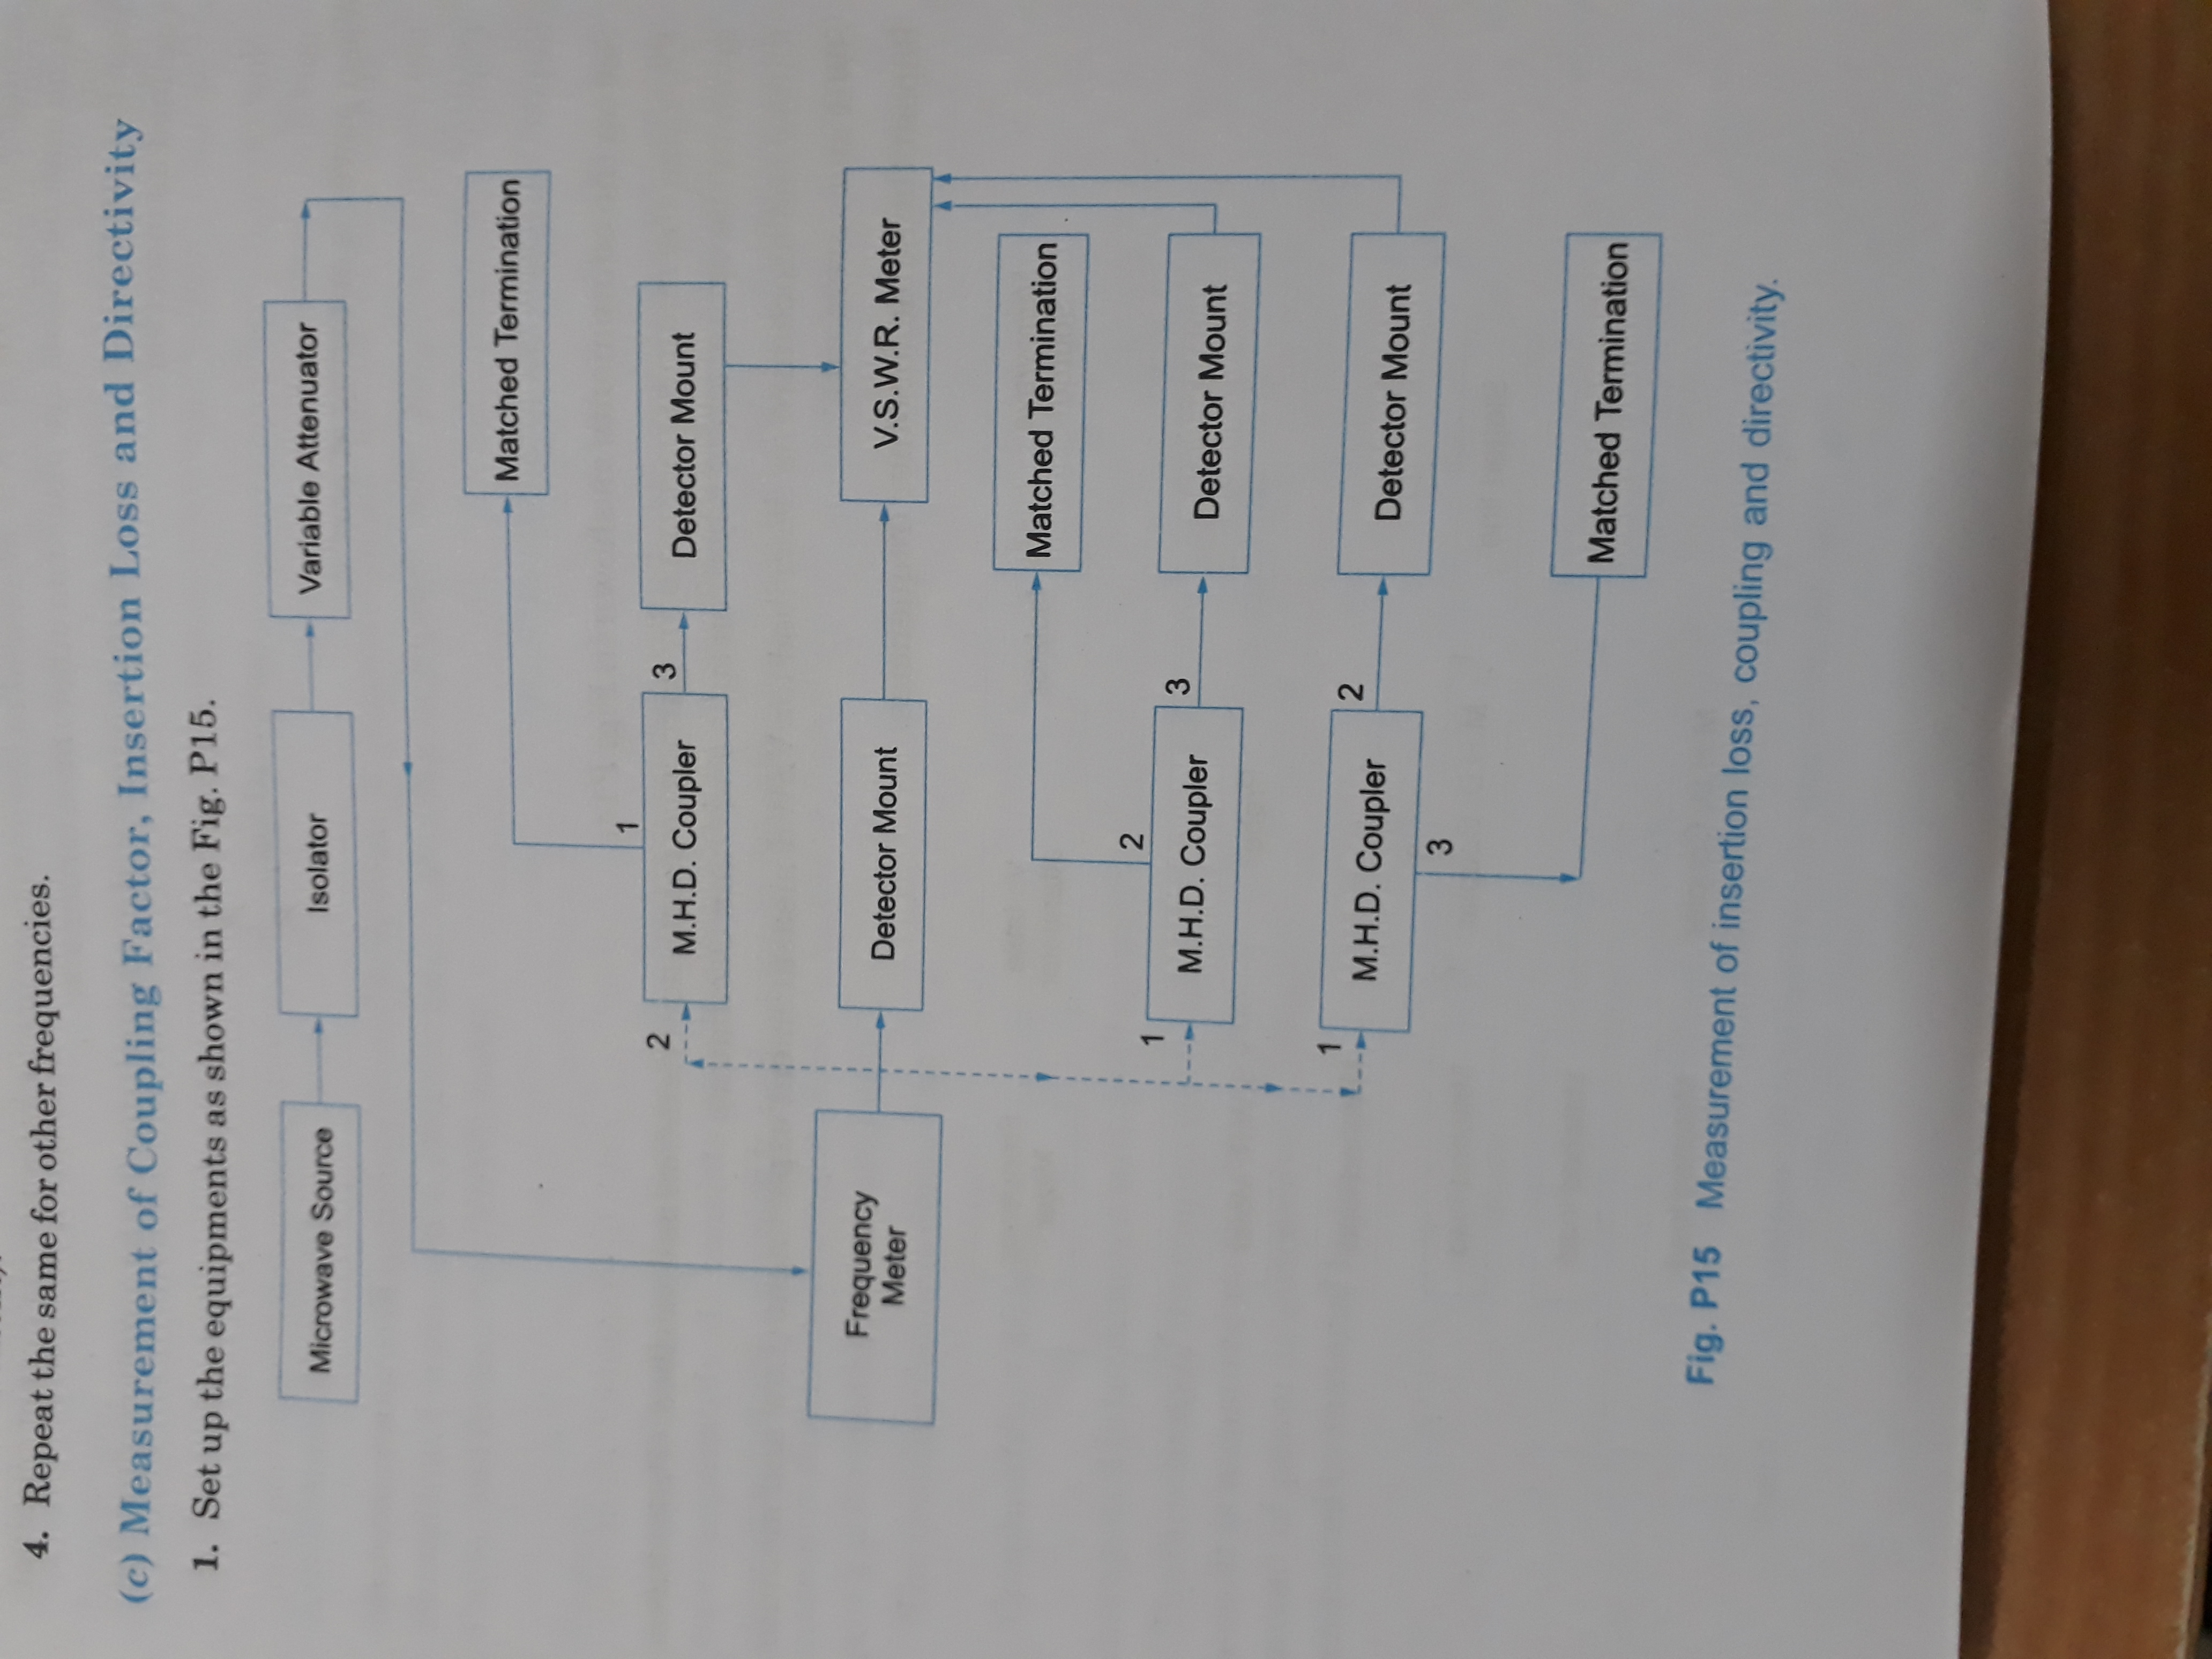 4. Repeat the same for other frequencies.
(c) Measurement of Coupling Factor, Insertion Loss and Directivity
1. Set up the equipments as shown in the Fig. P15.
Microwave Source
Isolator
Variable Attenuator
Matched Termination
1
2
M.H.D. Coupler
3
Detector Mount
Frequency
Meter
Detector Mount
V.S.W.R. Meter
Matched Termination
2
1
M.H.D. Coupler
3
Detector Mount
1
M.H.D. Coupler
2
Detector Mount
3
Matched Termination
Fig. P15 Measurement of insertion loss, coupling and directivity.